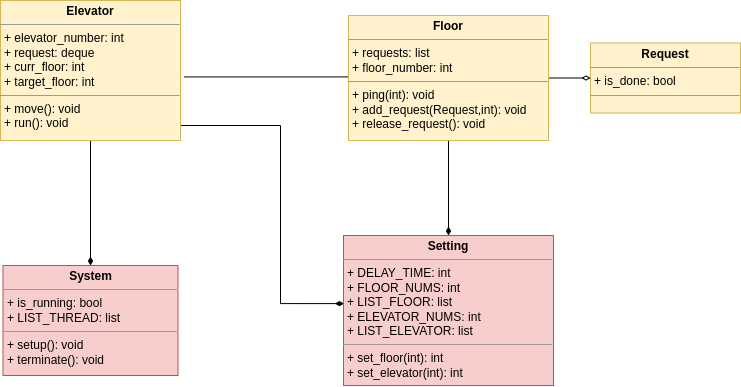 Elevator
+ elevator_number: int
+ request: deque
+ curr_floor: int
+ target_floor: int
+ move(): void
+ run(): void
Floor
+ requests: list
+ floor_number: int
+ ping(int): void
+ add_request(Request,int): void
+ release_request(): void
Request
+ is_done: bool
System
+ is_running: bool
+ LIST_THREAD: list
+ setup(): void
+ terminate(): void
Setting
+ DELAY_TIME: int
+ FLOOR_NUMS: int
+ LIST_FLOOR: list
+ ELEVATOR_NUMS: int
+ LIST_ELEVATOR: list
+ set_floor(int): int
+ set_elevator(int): int